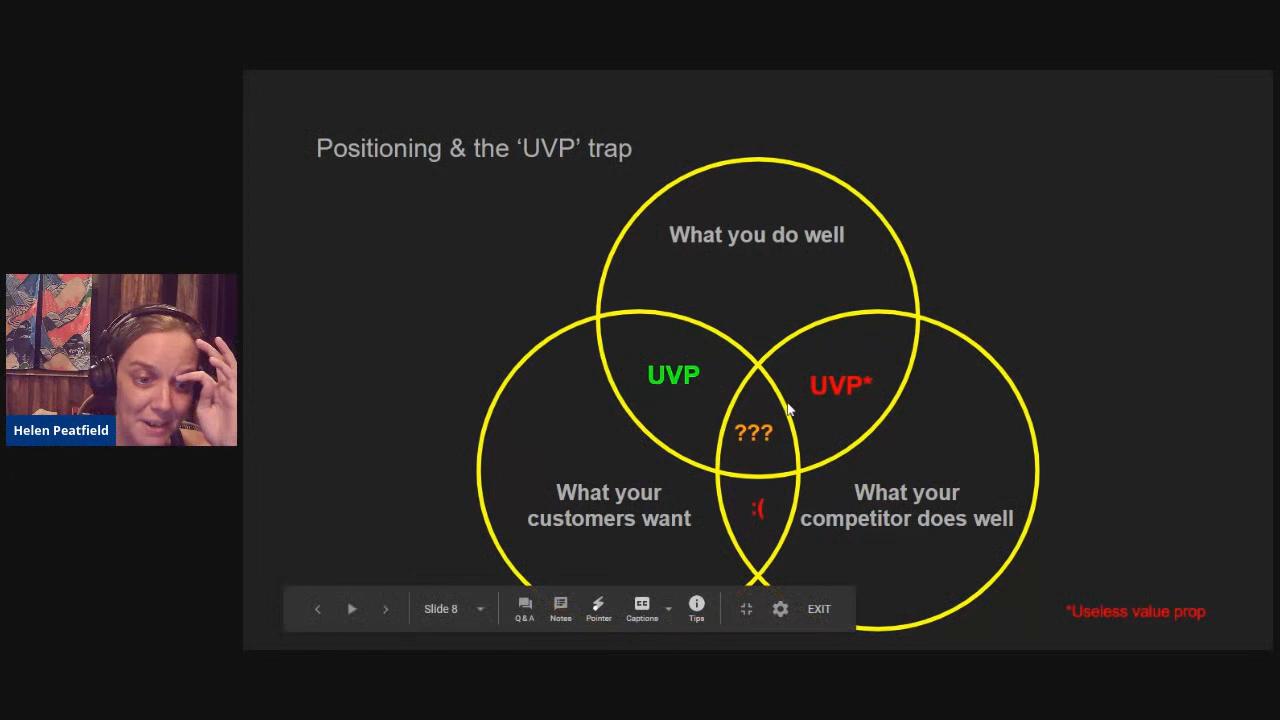 Positioning & the ‘UVP’ trap
What you do well
UVP
UVP*
???
What your
customers want
What your
competitor does well
:(
Helen Peatfield
Slide 8
Q & A
Notes
Pointer
CC
Captions
Tips
EXIT
*Useless value prop